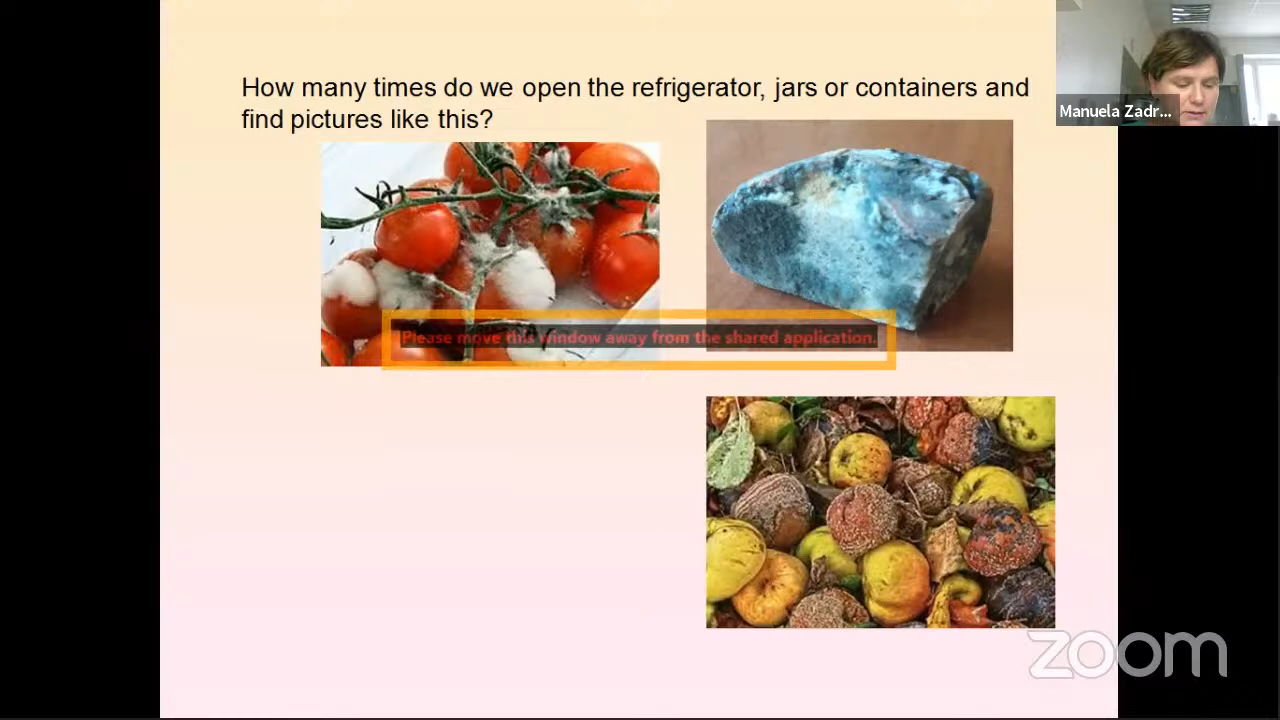 How many times do we open the refrigerator, jars or containers and
find pictures like this?
Manuela Zadr...
Please move this window away from the shared application.
zoom